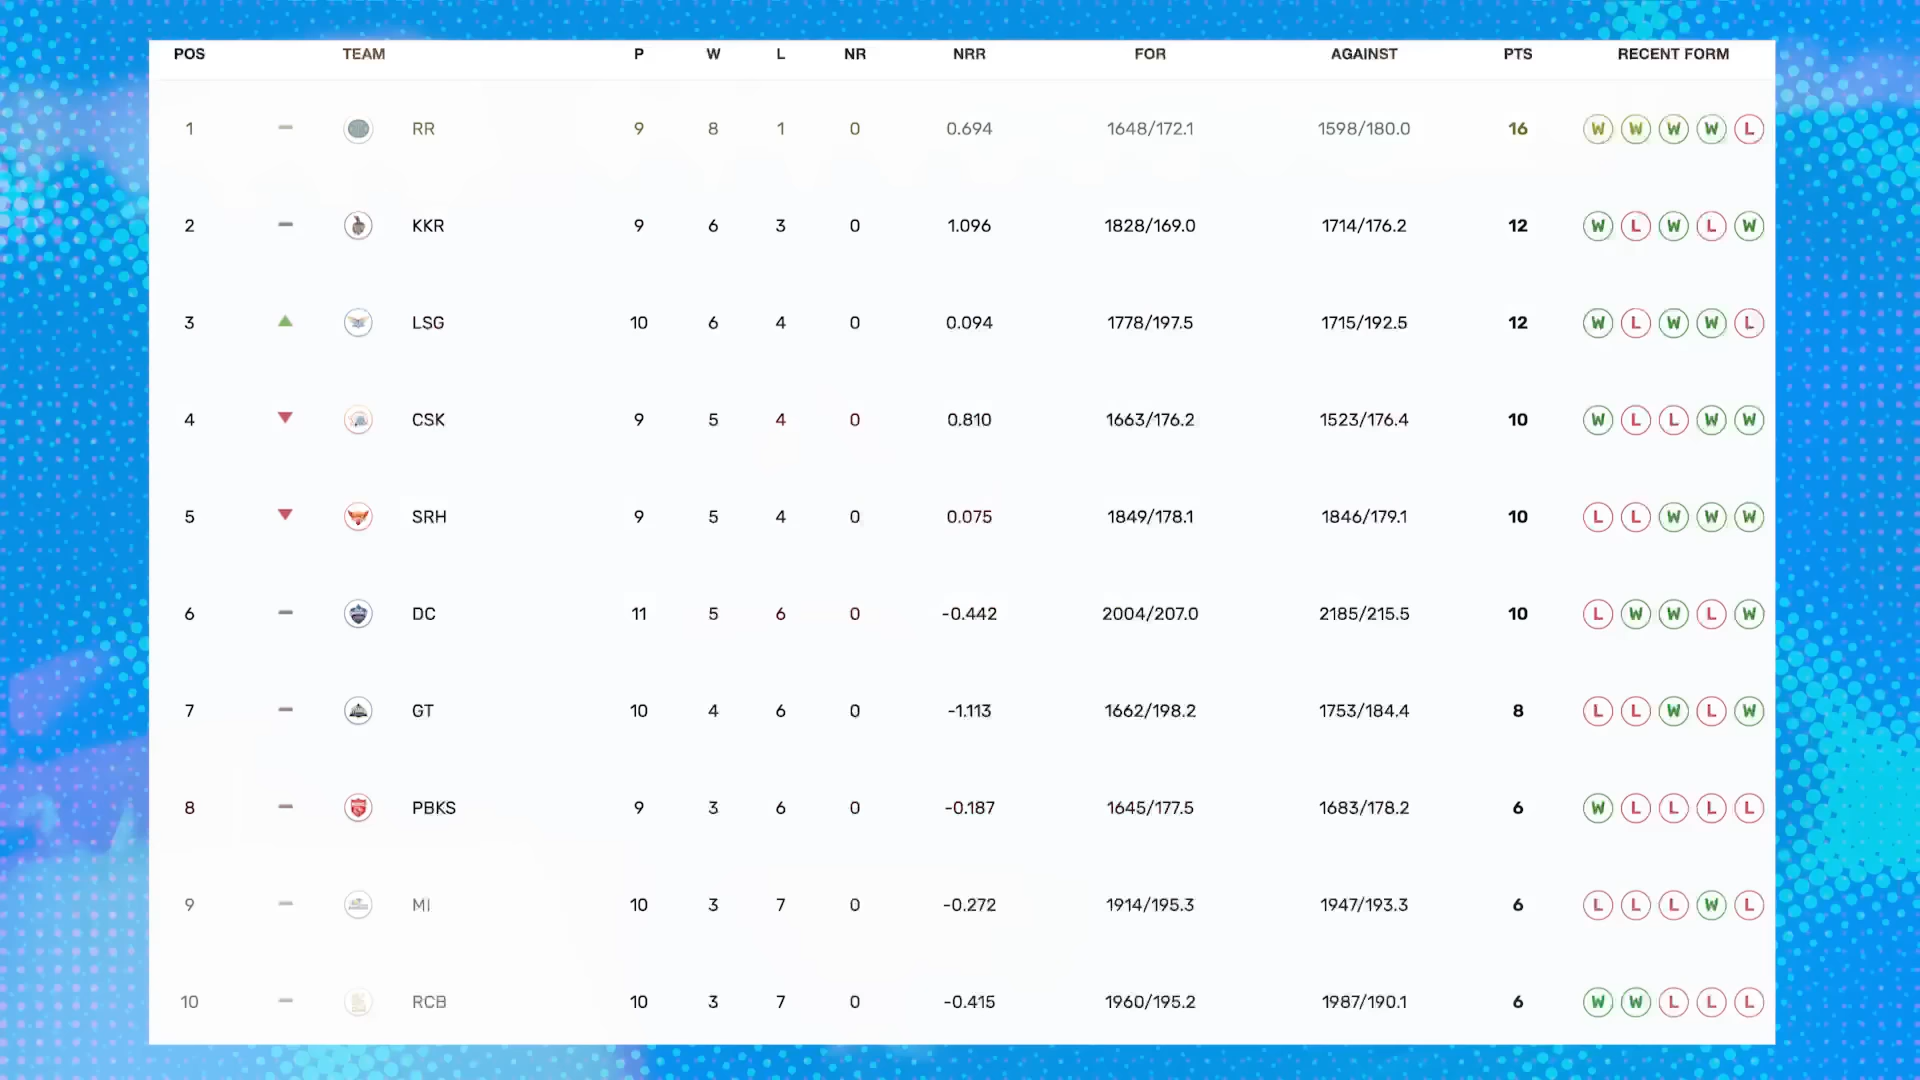 POS TEAM P W L NR NRR FOR AGAINST PTS RECENT FORM
1 RR 9 8 1 0 0.694 1648/172.1 1598/180.0 16 W W W W L
2 KKR 9 6 3 0 1.096 1828/169.0 1714/176.2 12 W L W L W
3 LSG 10 6 4 0 0.094 1778/197.5 1715/192.5 12 W L W W L
4 CSK 9 5 4 0 0.810 1663/176.2 1523/176.4 10 W L L W W
5 SRH 9 5 4 0 0.075 1849/178.1 1846/179.1 10 L L W W W
6 DC 11 5 6 0 -0.442 2004/207.0 2185/215.5 10 L W W L W
7 GT 10 4 6 0 -1.113 1662/198.2 1753/184.4 8 L L W L W
8 PBKS 9 3 6 0 -0.187 1645/177.5 1683/178.2 6 W L L L L
9 MI 10 3 7 0 -0.272 1914/195.3 1947/193.3 6 L L L W L
10 RCB 10 3 7 0 -0.415 1960/195.2 1987/190.1 6 W W L L L